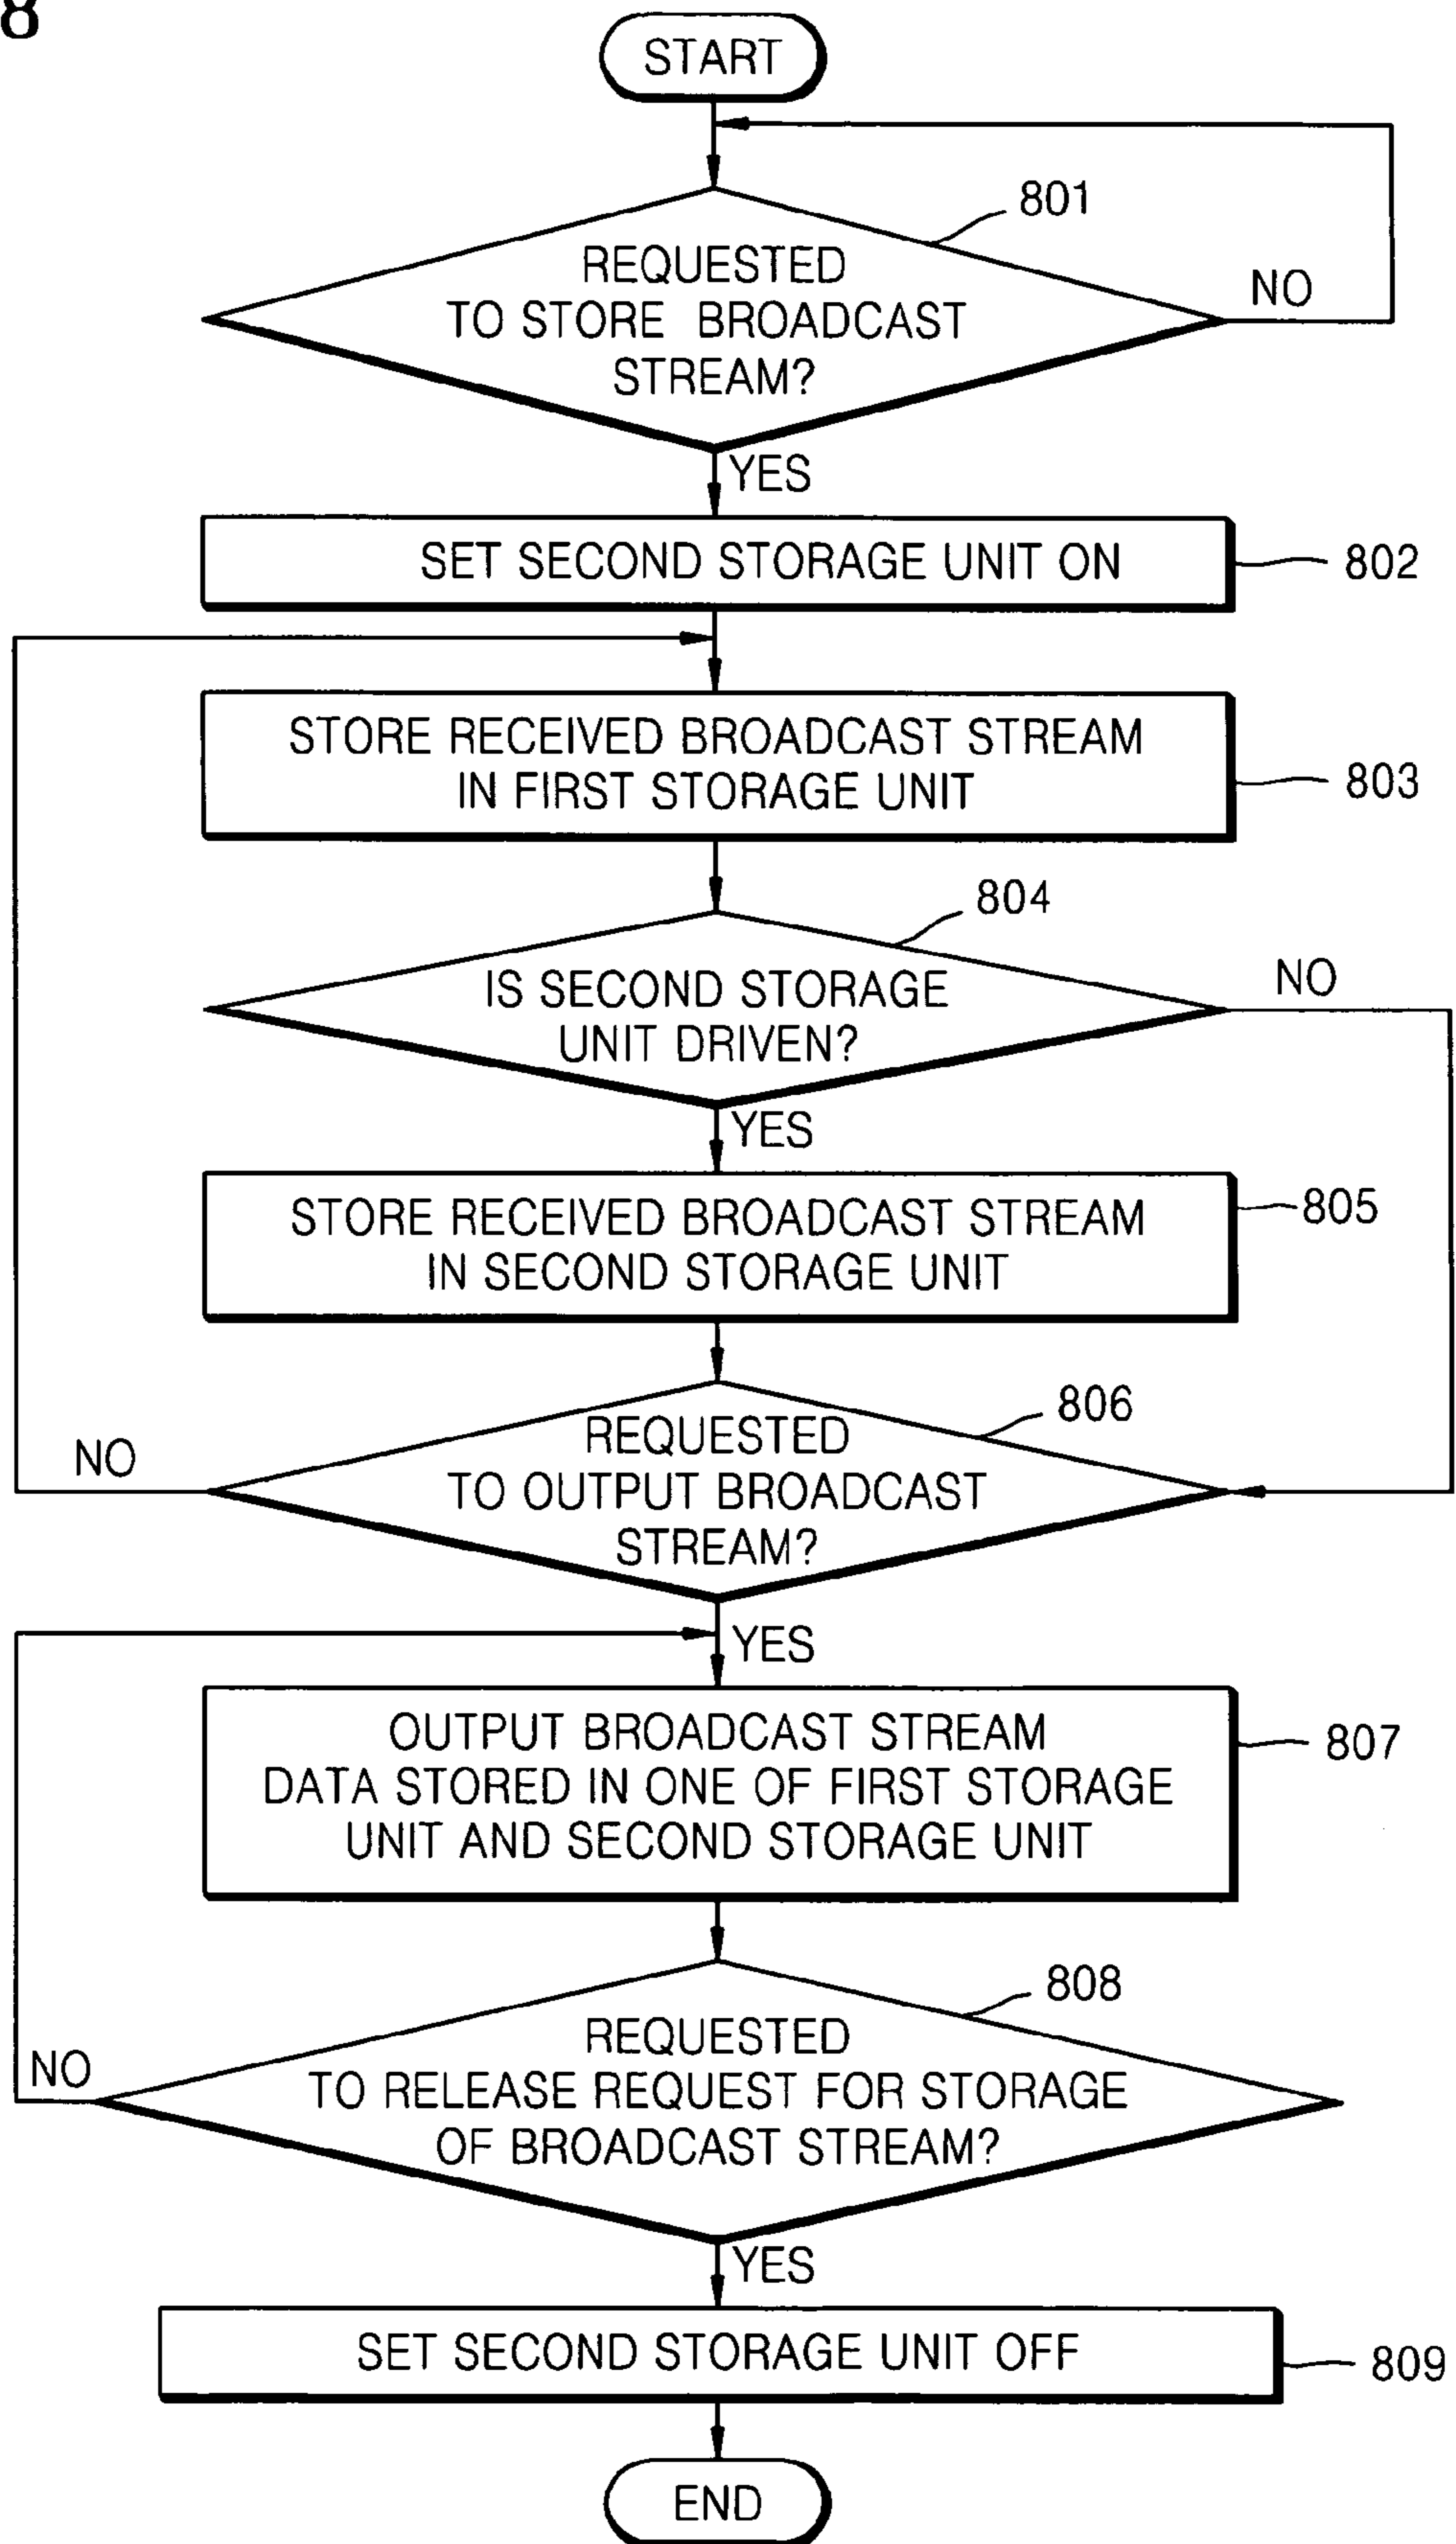 8
START
801
REQUESTED
TO STORE BROADCAST
STREAM?
NO
YES
SET SECOND STORAGE UNIT ON
802
STORE RECEIVED BROADCAST STREAM
IN FIRST STORAGE UNIT
803
804
IS SECOND STORAGE
UNIT DRIVEN?
NO
YES
STORE RECEIVED BROADCAST STREAM
IN SECOND STORAGE UNIT
805
806
REQUESTED
TO OUTPUT BROADCAST
STREAM?
NO
YES
OUTPUT BROADCAST STREAM
DATA STORED IN ONE OF FIRST STORAGE
UNIT AND SECOND STORAGE UNIT
807
808
REQUESTED
TO RELEASE REQUEST FOR STORAGE
OF BROADCAST STREAM?
NO
YES
SET SECOND STORAGE UNIT OFF
809
END